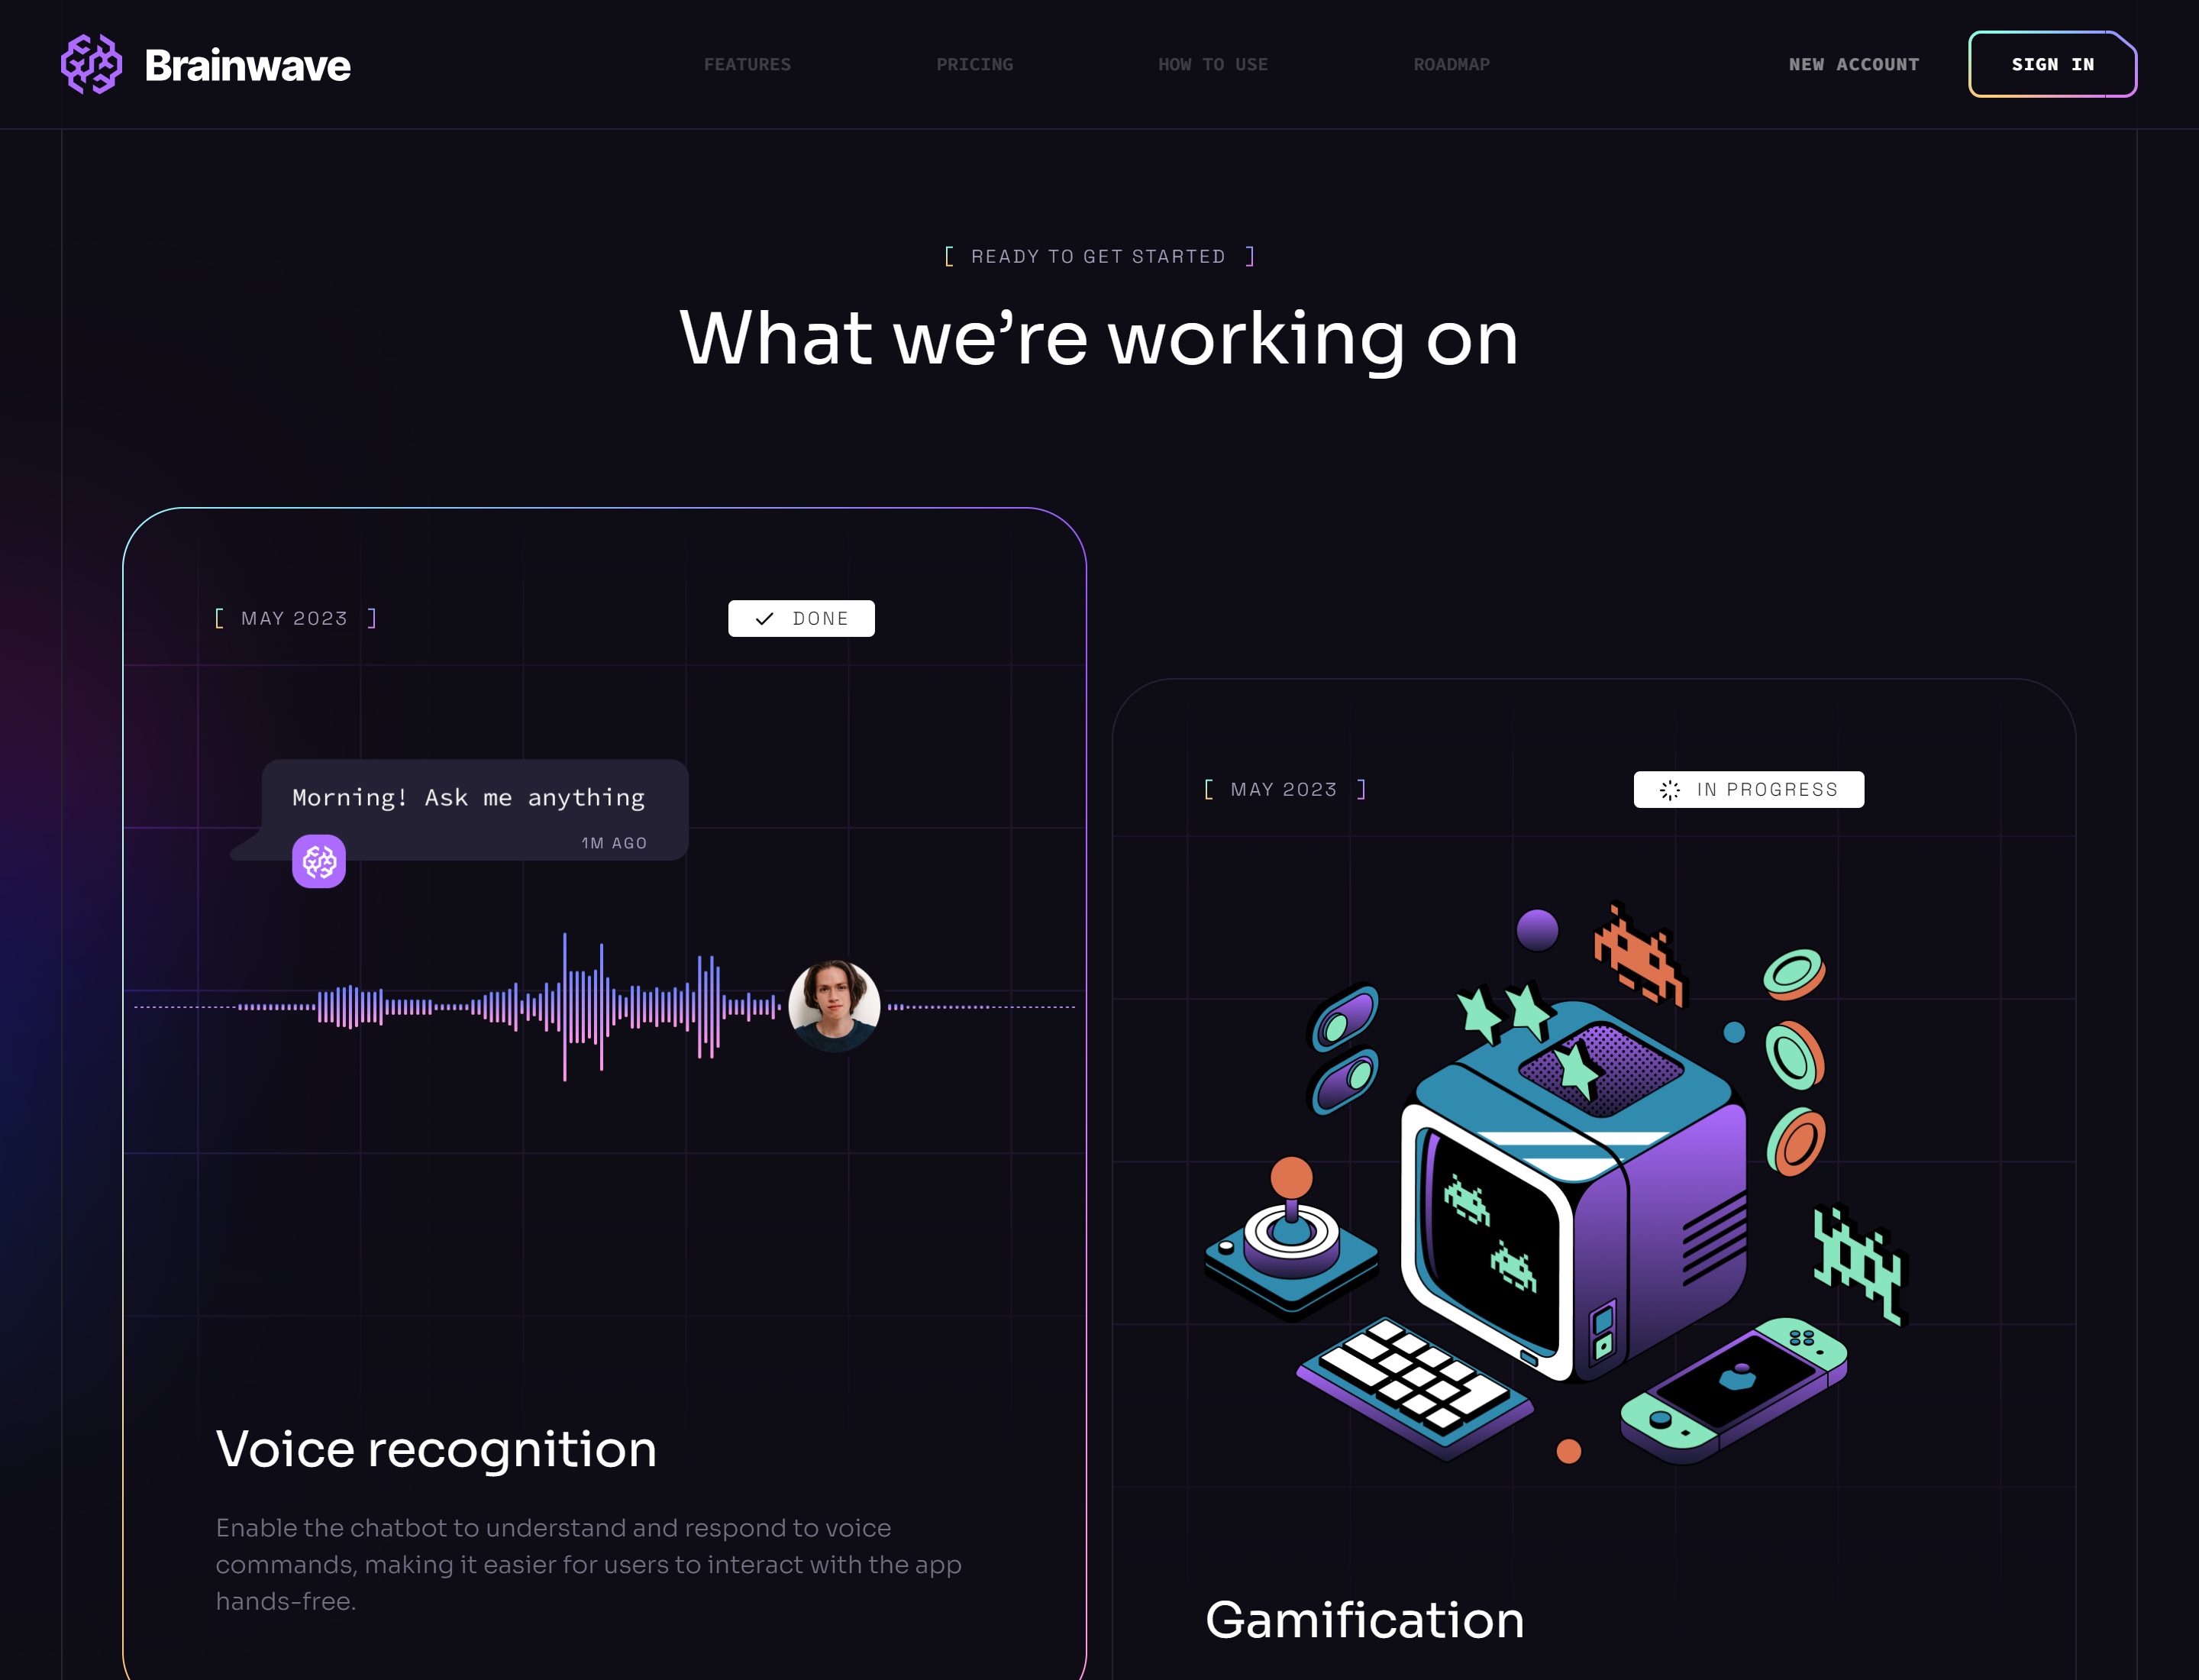 Brainwave
FEATURES
PRICING
HOW TO USE
ROADMAP
NEW ACCOUNT
SIGN IN
READY TO GET STARTED
What we’re working on
MAY 2023
DONE
Morning! Ask me anything
1M AGO
Voice recognition
Enable the chatbot to understand and respond to voice
commands, making it easier for users to interact with the app
hands-free.
MAY 2023
IN PROGRESS
Gamification